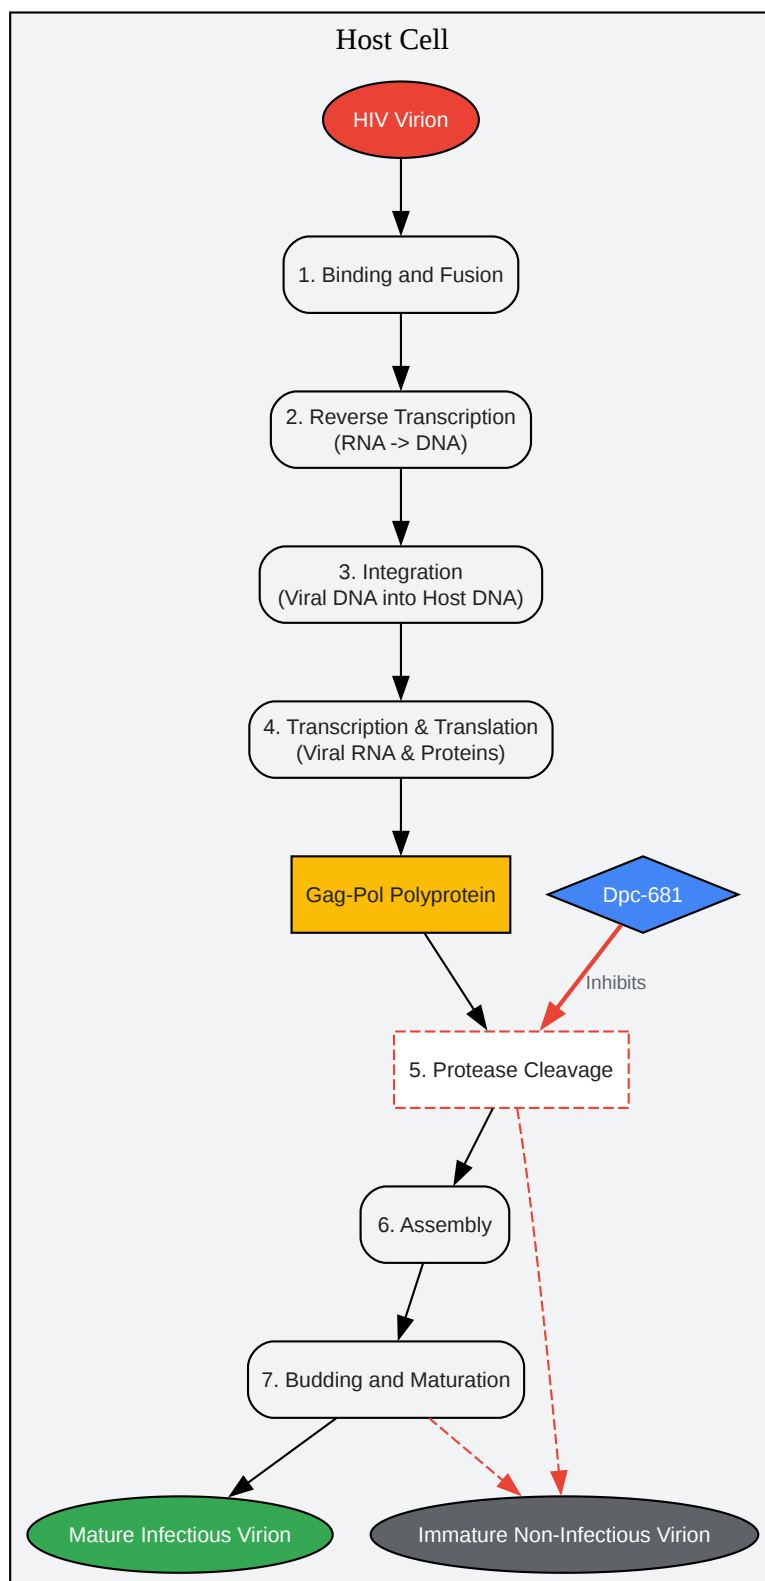 Host Cell
HIV Virion
1. Binding and Fusion
2. Reverse Transcription
(RNA -> DNA)
3. Integration
(Viral DNA into Host DNA)
4. Transcription & Translation
(Viral RNA & Proteins)
Gag-Pol Polyprotein
Dpc-681
Inhibits
5. Protease Cleavage
6. Assembly
7. Budding and Maturation
Mature Infectious Virion
Immature Non-Infectious Virion